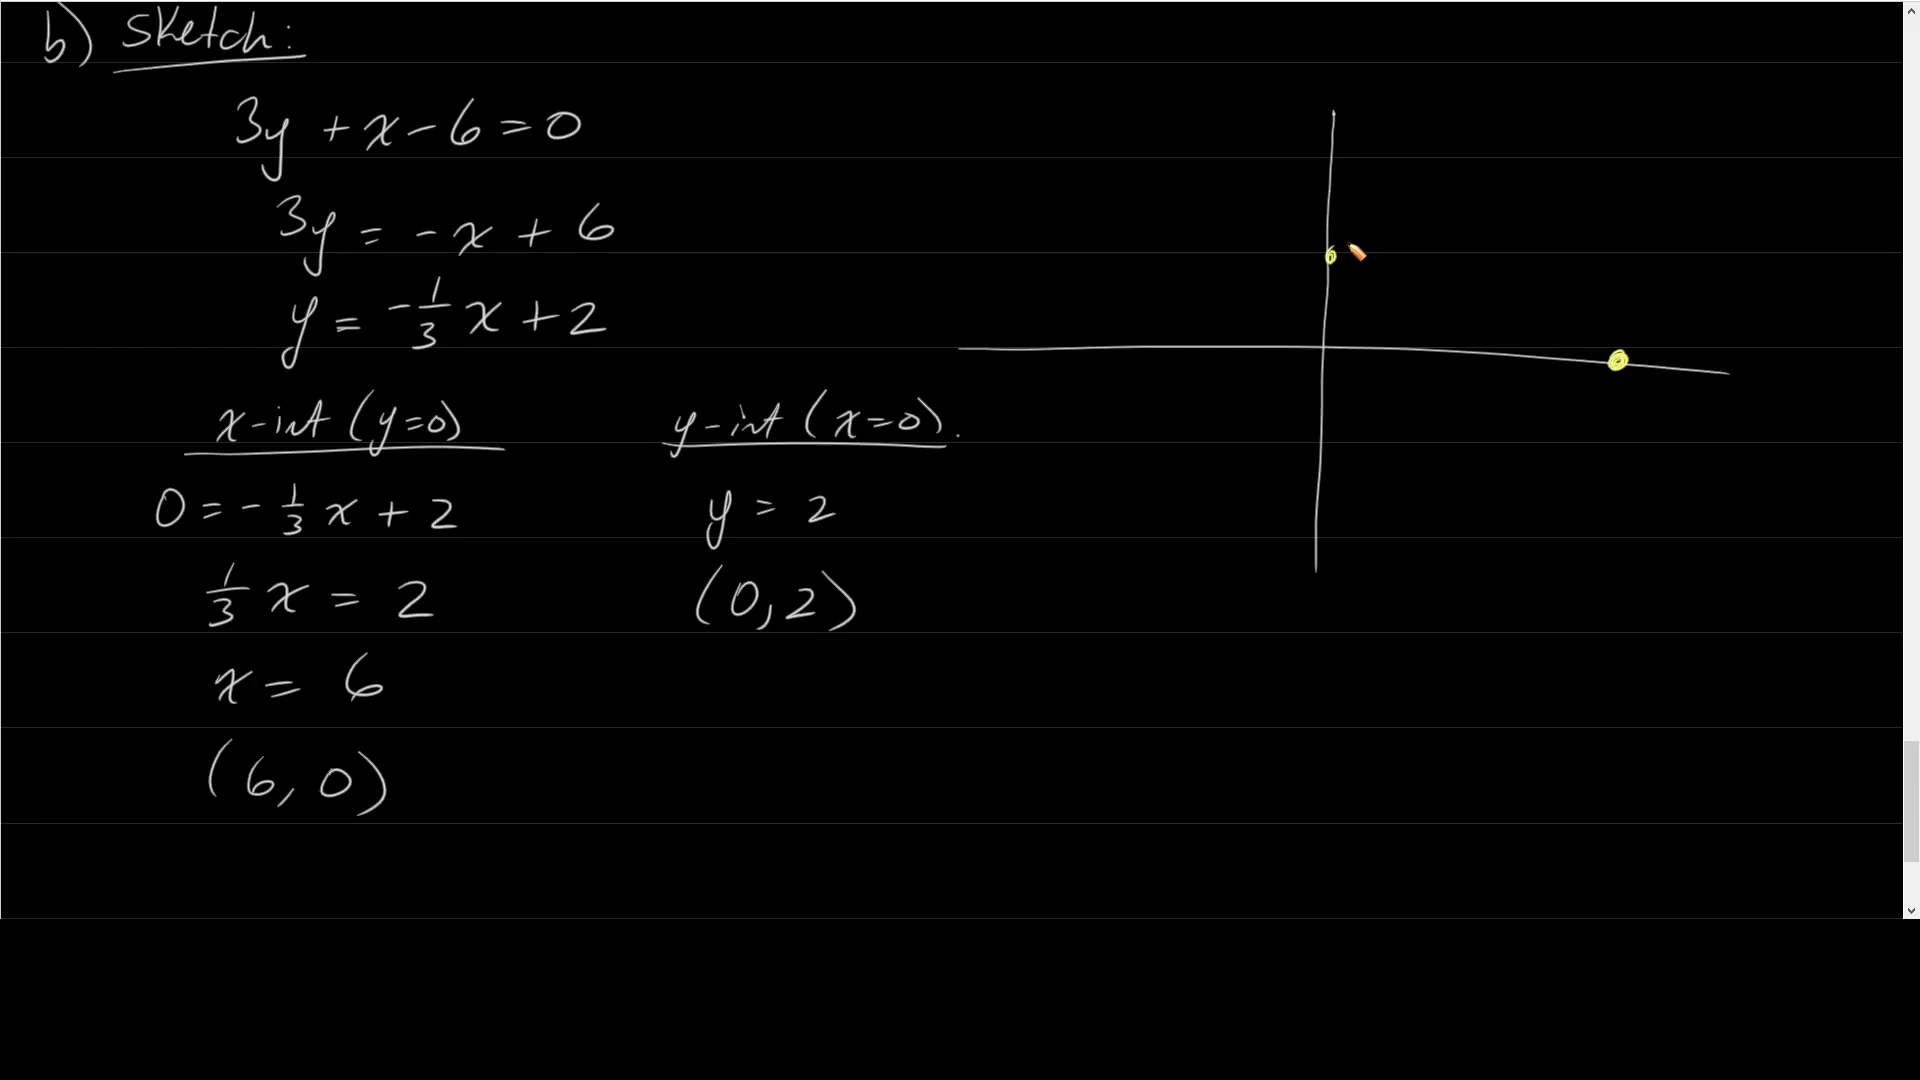 b) Sketch:
3y + x - 6 = 0
3y = -x + 6
y = -1/3 x + 2
x-int (y=0)
0 = -1/3 x + 2
1/3 x = 2
x = 6
(6, 0)
y-int (x=0).
y = 2
(0, 2)